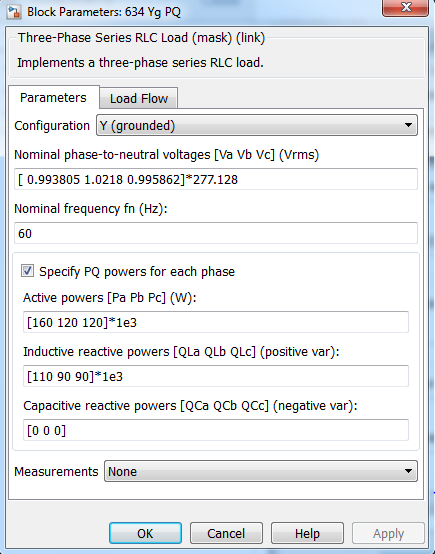 Block Parameters: 634 Yg PQ
Three-Phase Series RLC Load (mask) (link)
Implements a three-phase series RLC load.
Parameters
Load Flow
Configuration Y (grounded)
Nominal phase-to-neutral voltages [Va Vb Vc] (Vrms)
[ 0.993805 1.0218 0.995862]*277.128
Nominal frequency fn (Hz):
60
Specify PQ powers for each phase
Active powers [Pa Pb Pc] (W):
[160 120 120]*1e3
Inductive reactive powers [QLa QLb QLc] (positive var):
[110 90 90]*1e3
Capacitive reactive powers [QCa QCb QCc] (negative var):
[0 0 0]
Measurements None
OK
Cancel
Help
Apply